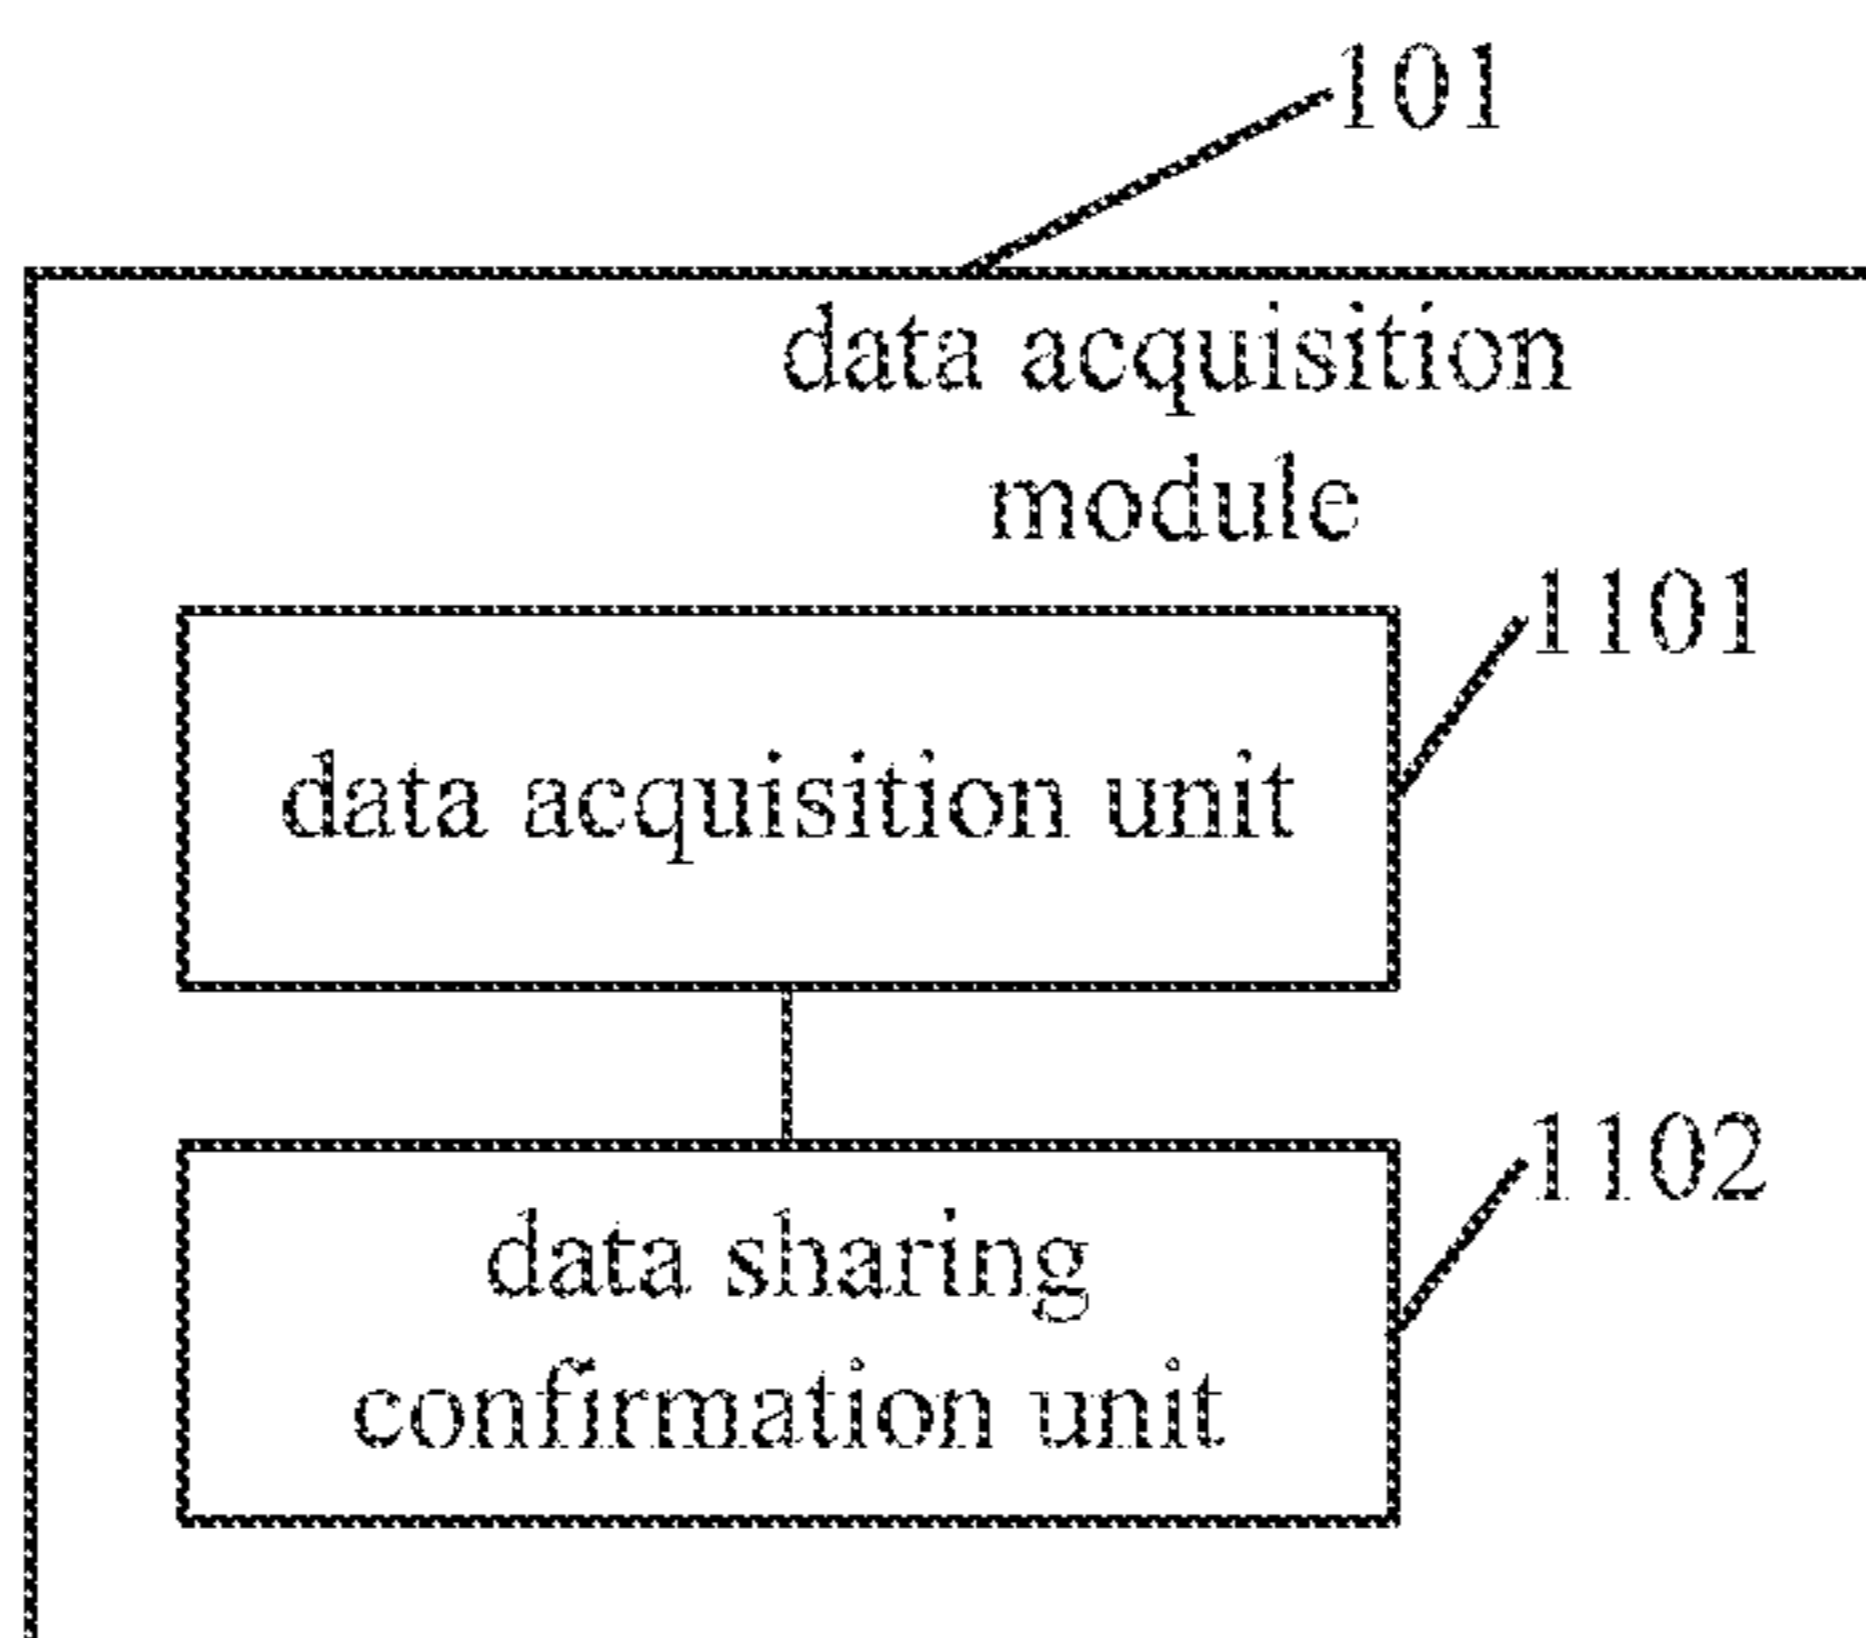 101
data acquisition
module
1101
data acquisition unit
1102
data sharing
confirmation unit